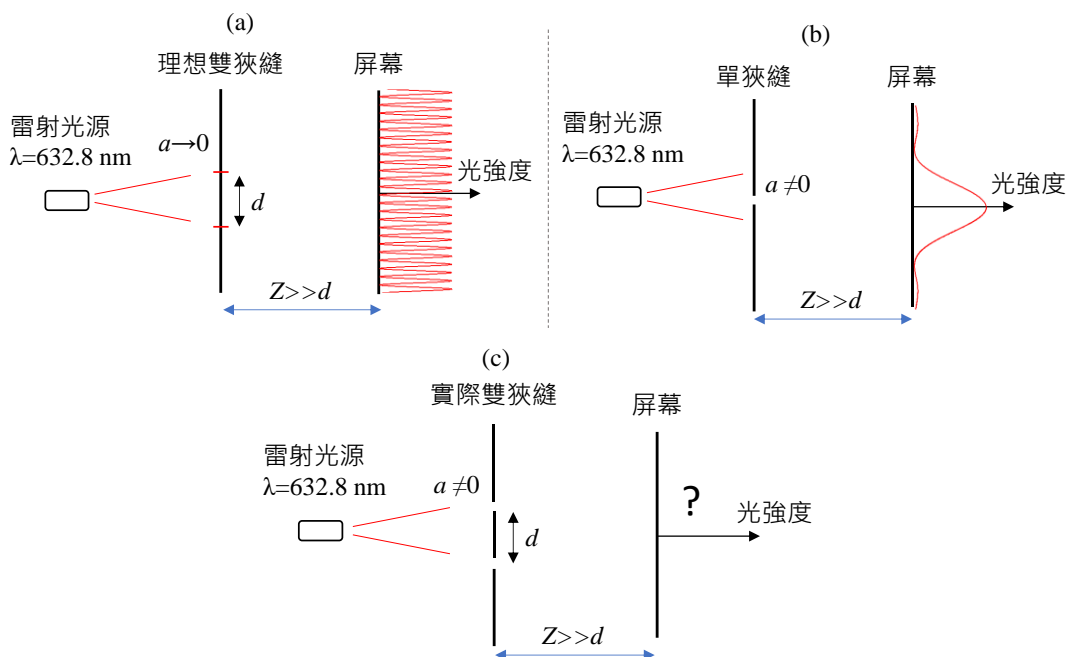 (a)
理想雙狹縫
屏幕
雷射光源
λ=632.8 nm
a→0
d
光強度
Z>>d
(b)
單狹縫
屏幕
雷射光源
λ=632.8 nm
a≠0
光強度
Z>>d
(c)
實際雙狹縫
屏幕
雷射光源
λ=632.8 nm
a≠0
d
?
光強度
Z>>d